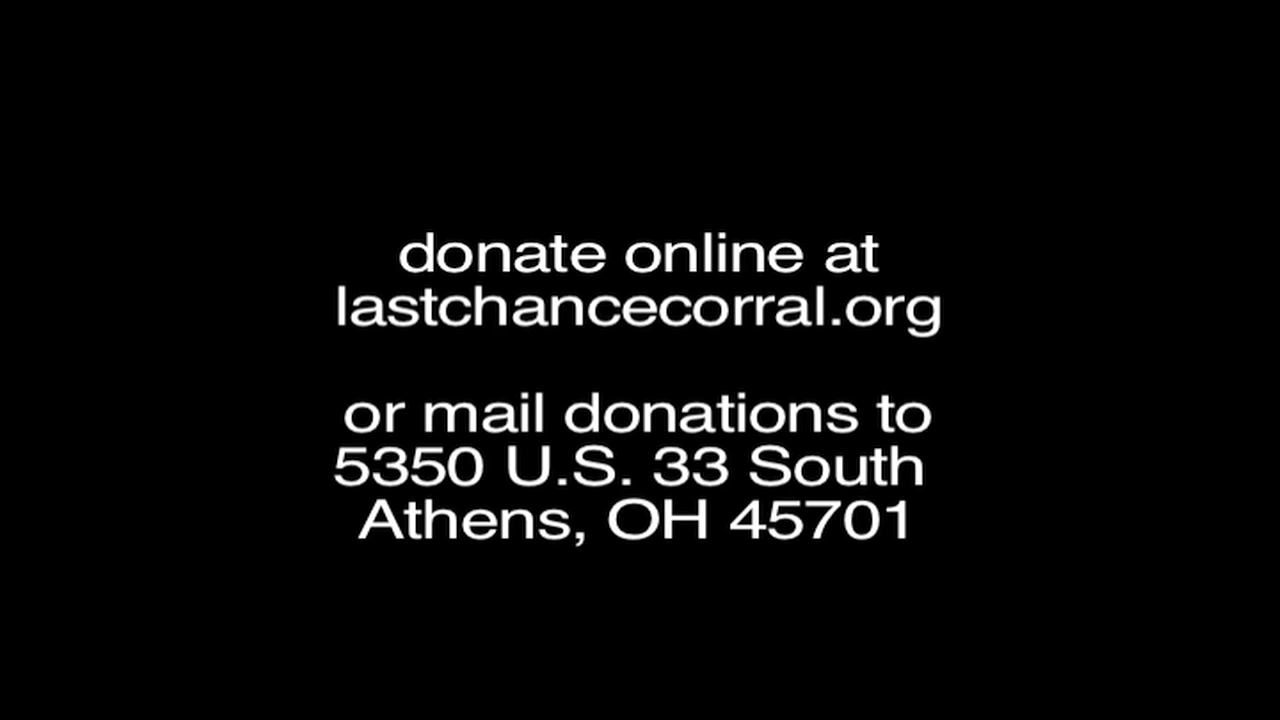 donate online at
lastchancecorral.org
or mail donations to
5350 U.S. 33 South
Athens, OH 45701